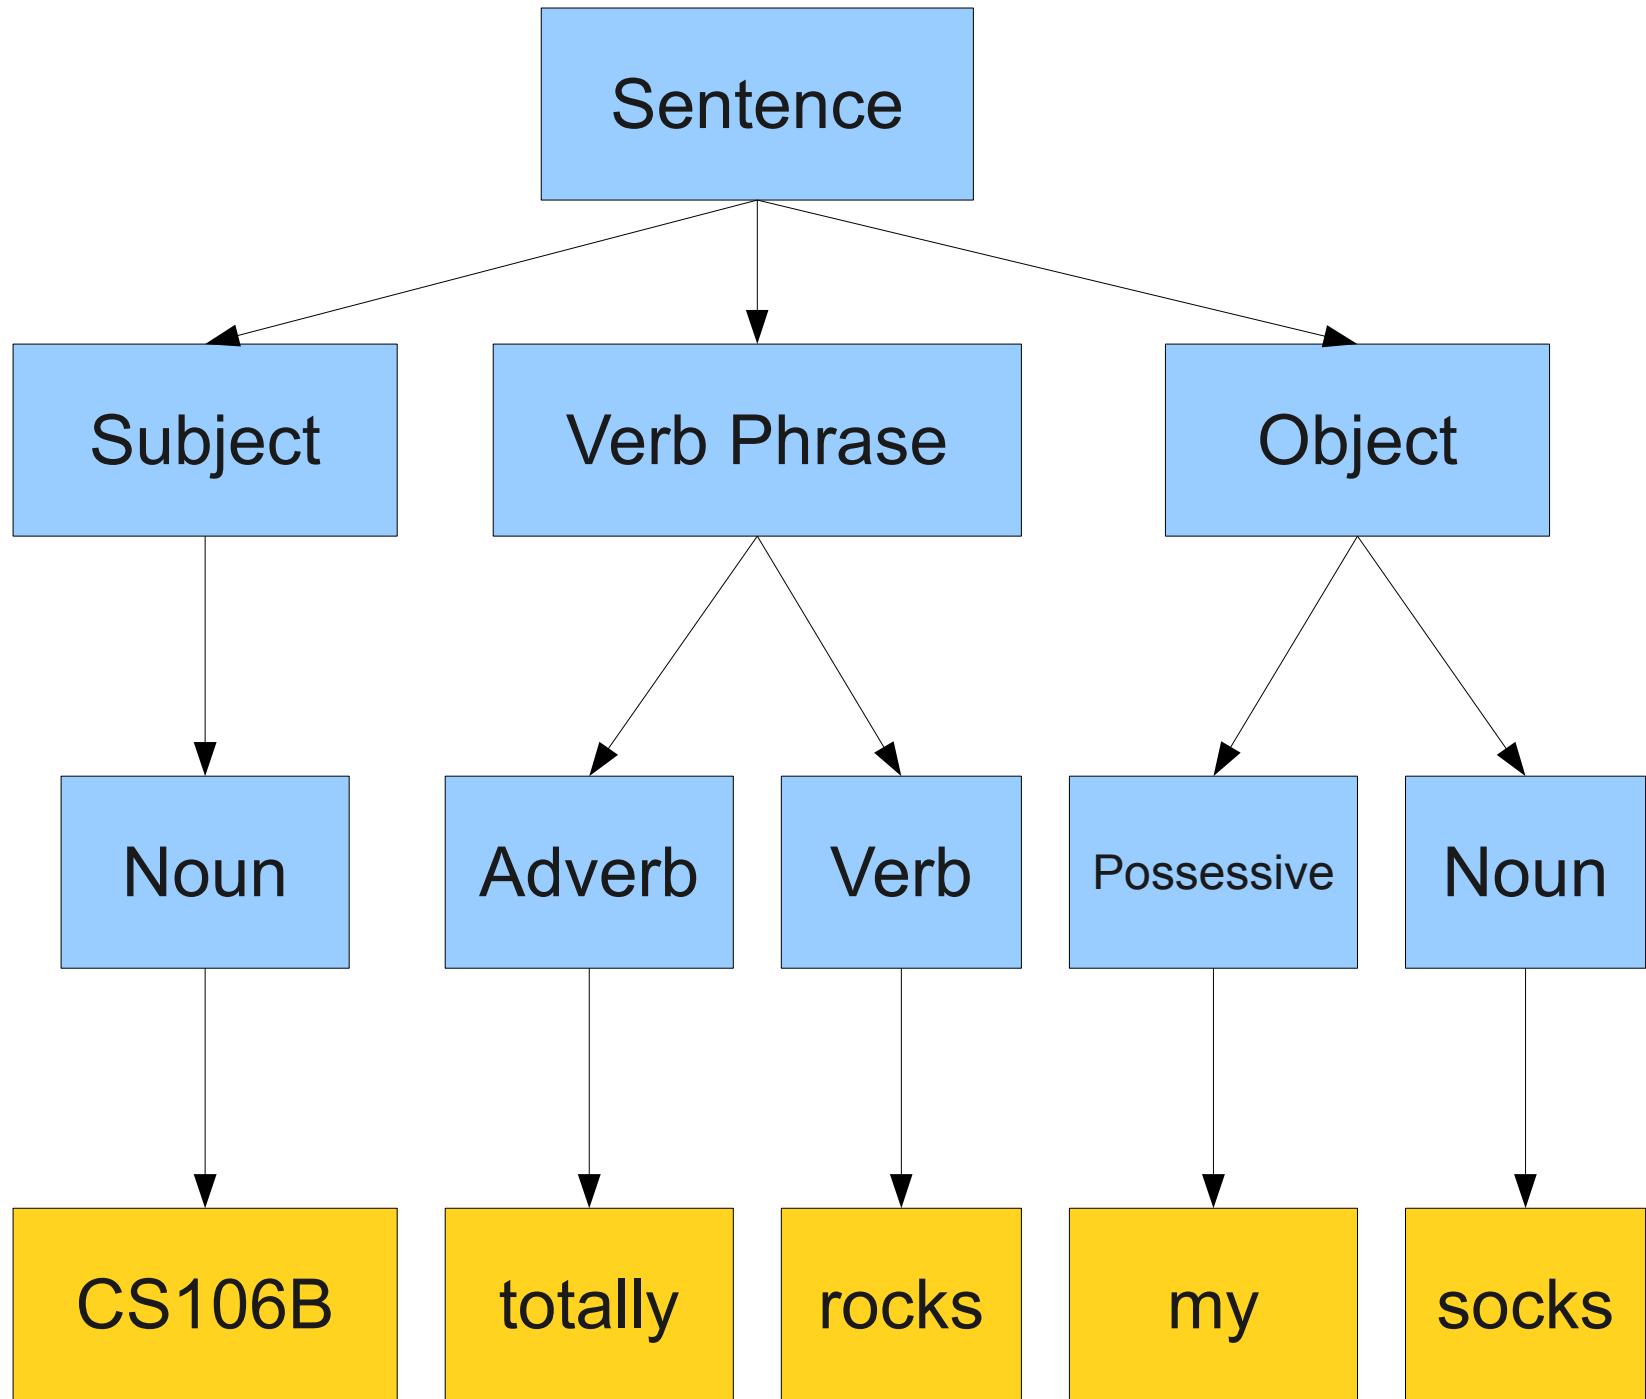 Sentence
Subject Verb Phrase Object
Noun Adverb Verb Possessive Noun
CS106B totally rocks my socks